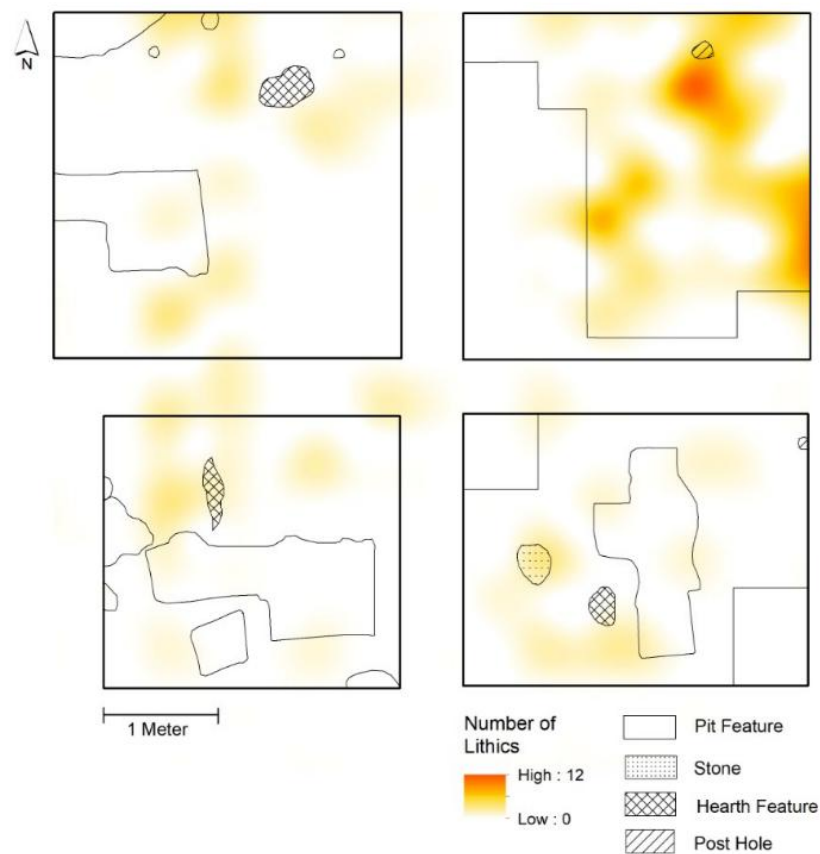 N
1 Meter
Number of
Lithics
High : 12
Low : 0
Pit Feature
Stone
Hearth Feature
Post Hole